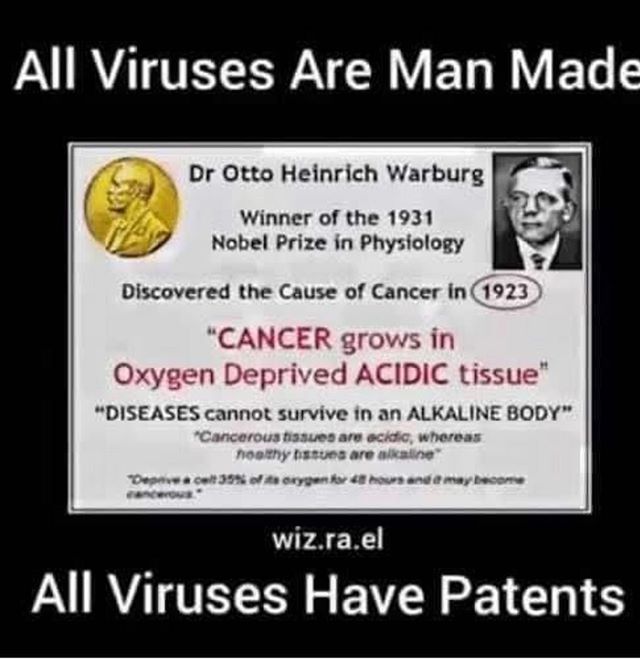 All Viruses Are Man Made
Dr Otto Heinrich Warburg
Winner of the 1931
Nobel Prize in Physiology
Discovered the Cause of Cancer in 1923
"CANCER grows in
Oxygen Deprived ACIDIC tissue"
"DISEASES cannot survive in an ALKALINE BODY"
"Cancerous tissues are acidic, whereas
healthy tissues are alkaline"
"Deprive a cell 35% of its oxygen for 48 hours and it may become
cancerous."
wiz.ra.el
All Viruses Have Patents